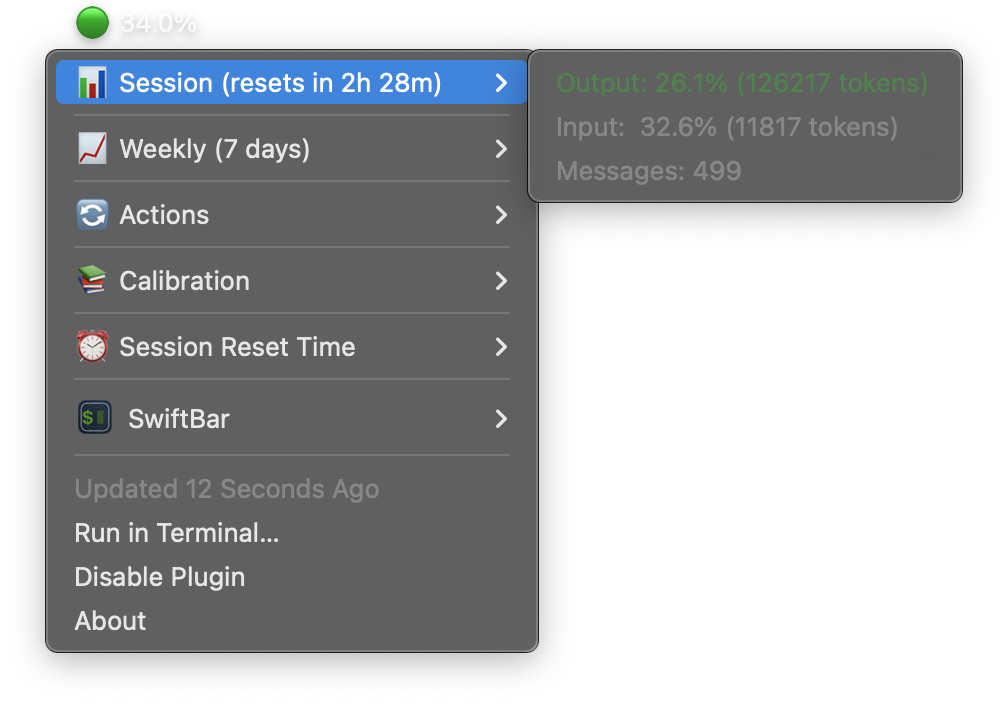 34.0%
Session (resets in 2h 28m)
Output: 26.1% (126217 tokens)
Input: 32.6% (11817 tokens)
Messages: 499
Weekly (7 days)
Actions
Calibration
Session Reset Time
$ SwiftBar
Updated 12 Seconds Ago
Run in Terminal...
Disable Plugin
About